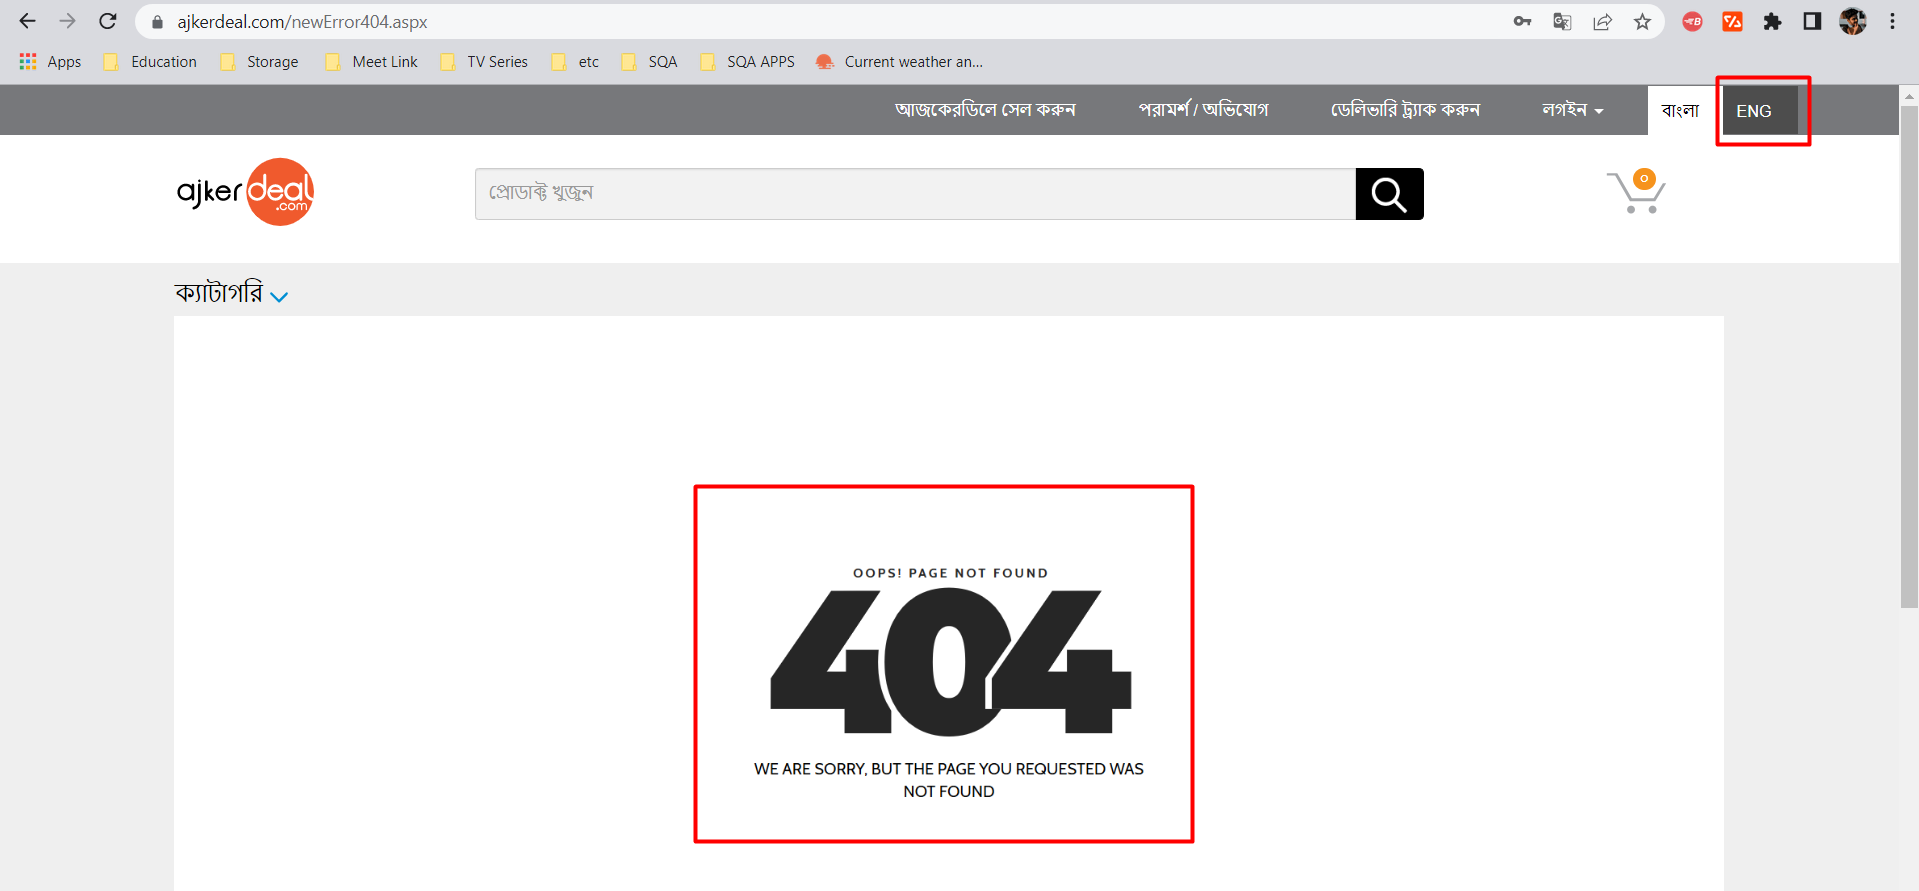 ajkerdeal.com/newError404.aspx
Apps Education Storage Meet Link TV Series etc SQA SQA APPS Current weather an...
আজকেরডিলে সেল করুন পরামর্শ / অভিযোগ ডেলিভারি ট্র্যাক করুন লগইন বাংলা ENG
ajkerdeal
.com
প্রোডাক্ট খুজুন
0
ক্যাটাগরি
OOPS! PAGE NOT FOUND
404
WE ARE SORRY, BUT THE PAGE YOU REQUESTED WAS
NOT FOUND